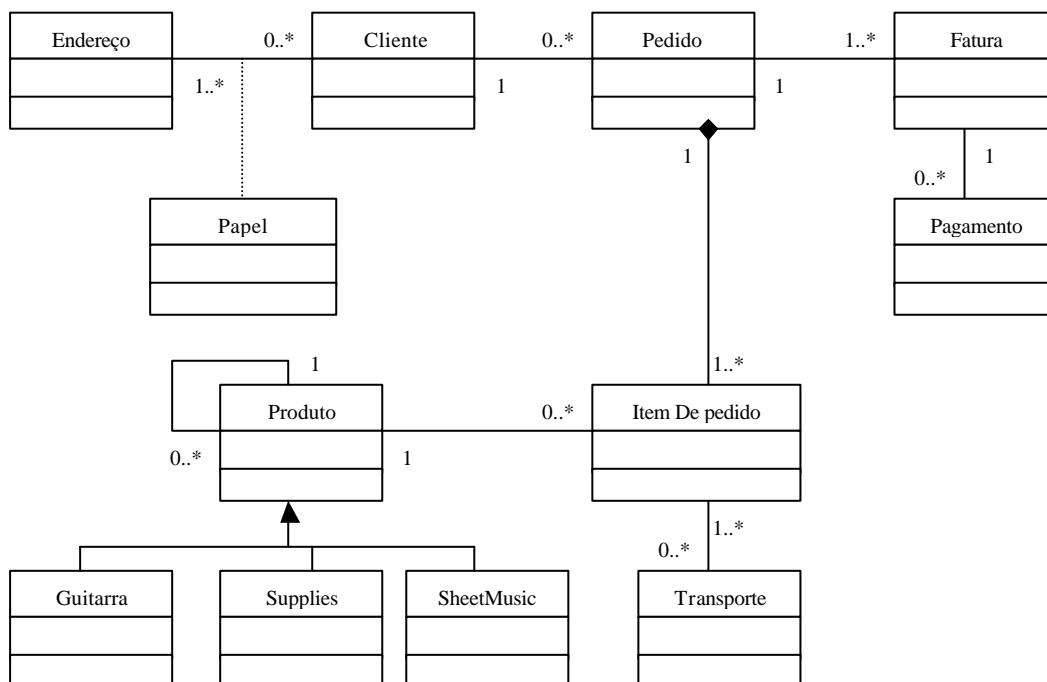 Endereço
0..*
Cliente
0..*
Pedido
1..*
Fatura
1..*
1
1
1
1
0..*
Papel
Pagamento
1
1..*
Produto
0..*
Item De pedido
0..*
1
1..*
0..*
Guitarra
Supplies
SheetMusic
Transporte